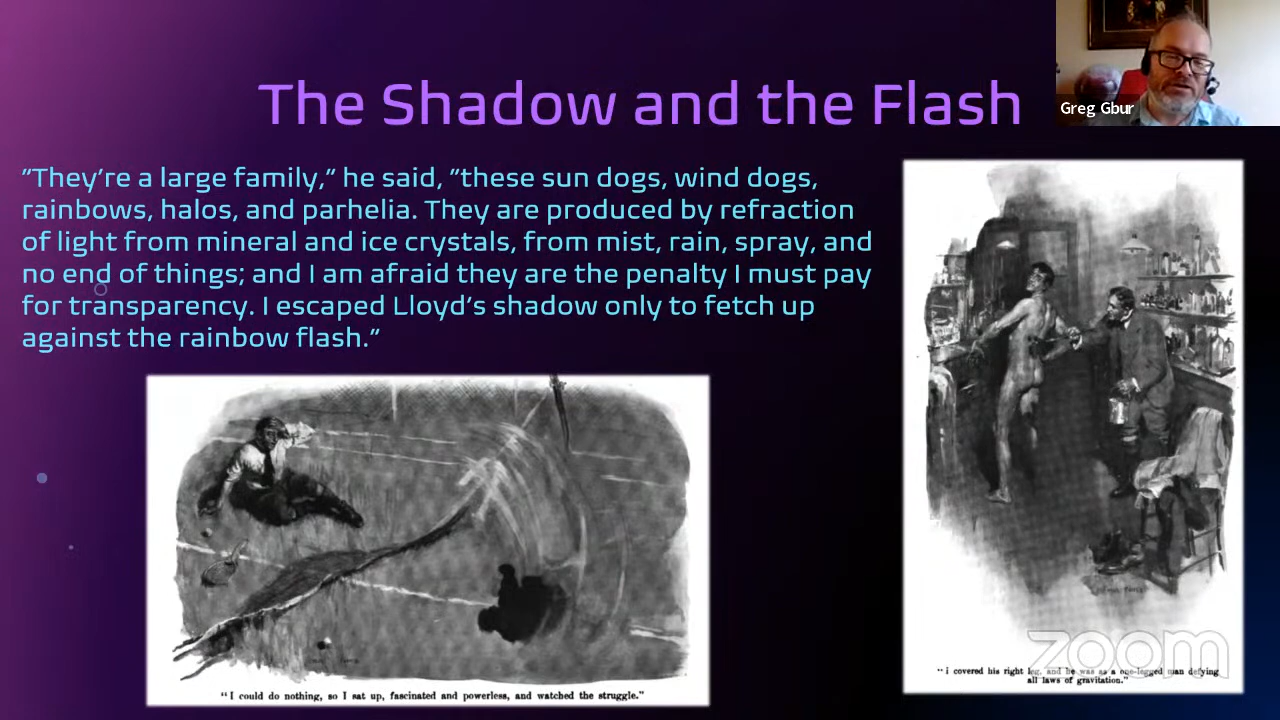 The Shadow and the Flash
Greg Gbur
"They're a large family," he said, "these sun dogs, wind dogs,
rainbows, halos, and parhelia. They are produced by refraction
of light from mineral and ice crystals, from mist, rain, spray, and
no end of things; and I am afraid they are the penalty I must pay
for transparency. I escaped Lloyd's shadow only to fetch up
against the rainbow flash."
"I could do nothing, so I sat up, fascinated and powerless, and watched the struggle."
zoom
"i covered his right leg, and he was as a one-legged man defying
all laws of gravitation."